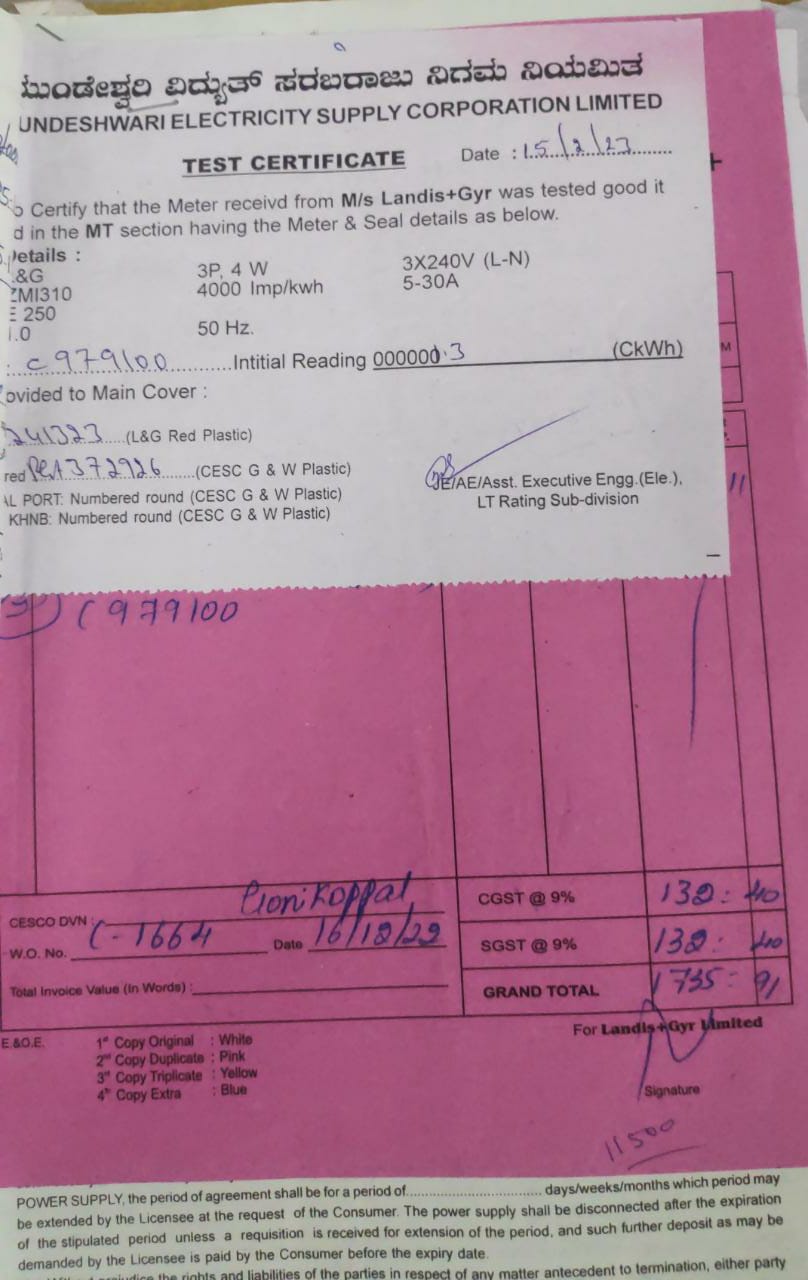 ಮುಂಡೇಶ್ವರಿ ವಿದ್ಯುತ್ ಸರಬರಾಜು ನಿಗಮ ನಿಯಮಿತ
UNDESHWARI ELECTRICITY SUPPLY CORPORATION LIMITED
TEST CERTIFICATE Date : 15/2/23
o Certify that the Meter receivd from M/s Landis+Gyr was tested good it
d in the MT section having the Meter & Seal details as below.
Details :
&G 3P, 4 W 3X240V (L-N)
ZMI310 4000 Imp/kwh 5-30A
E 250
1.0 50 Hz.
: C979100 Intitial Reading 000000.3 (CkWh)
ovided to Main Cover :
241323 (L&G Red Plastic)
red 372926 (CESC G & W Plastic)
AL PORT: Numbered round (CESC G & W Plastic)
KHNB: Numbered round (CESC G & W Plastic)
JE/AE/Asst. Executive Engg.(Ele.),
LT Rating Sub-division
M
11
C979100
CESCO DVN : Gonikoppal CGST @ 9% 132 : 40
W.O. No. C-1664 Date 16/12/22 SGST @ 9% 132 : 40
Total Invoice Value (In Words) : GRAND TOTAL 1735 - 91
E.&O.E. 1st Copy Original : White
2nd Copy Duplicate : Pink
3rd Copy Triplicate : Yellow
4th Copy Extra : Blue
For Landis+Gyr Limited
Signature
11500
POWER SUPPLY, the period of agreement shall be for a period of.................................. days/weeks/months which period may
be extended by the Licensee at the request of the Consumer. The power supply shall be disconnected after the expiration
of the stipulated period unless a requisition is received for extension of the period, and such further deposit as may be
demanded by the Licensee is paid by the Consumer before the expiry date.
the rights and liabilities of the parties in respect of any matter antecedent to termination, either party